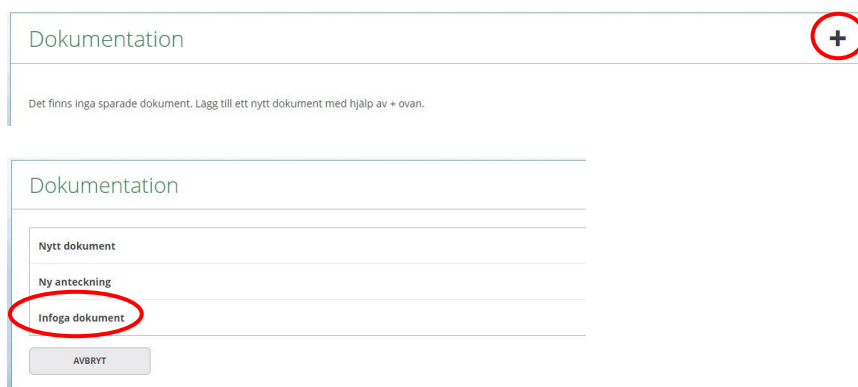 Dokumentation
+
Det finns inga sparade dokument. Lägg till ett nytt dokument med hjälp av + ovan.
Dokumentation
Nytt dokument
Ny anteckning
Infoga dokument
AVBRYT